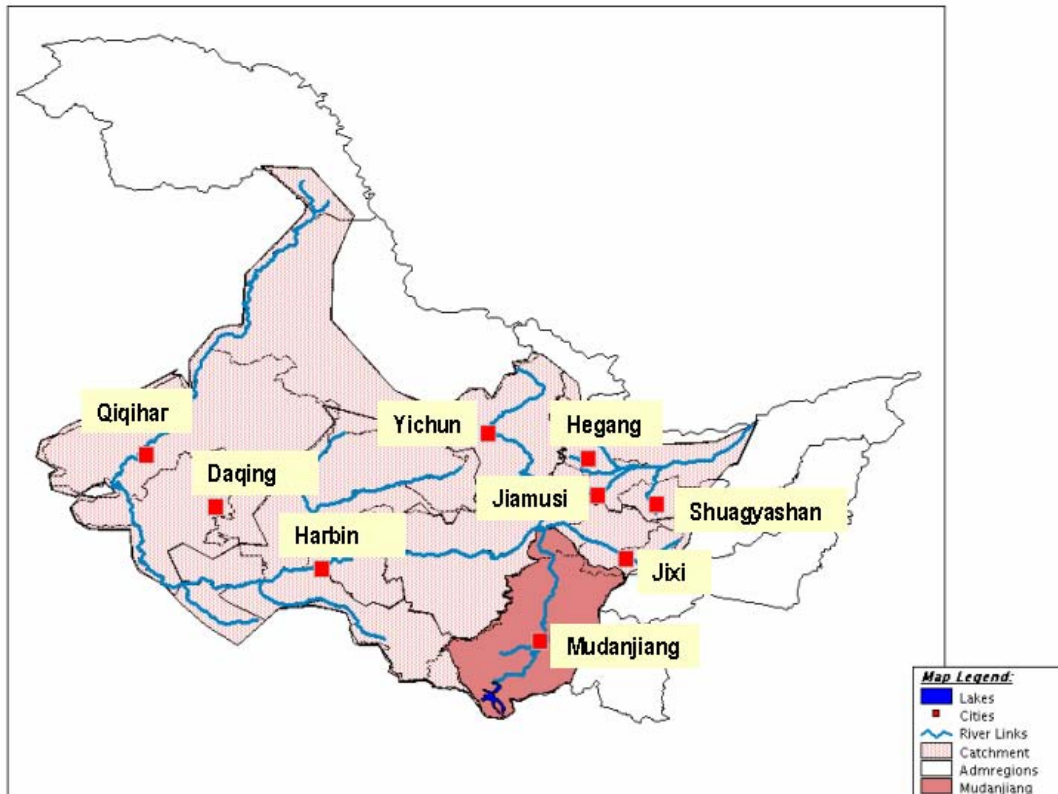 Qiqihar
Yichun
Hegang
Daqing
Jiamusi
Shuagyashan
Harbin
Jixi
Mudanjiang
Map Legend:
Lakes
Cities
River Links
Catchment
Admregions
Mudanjiang